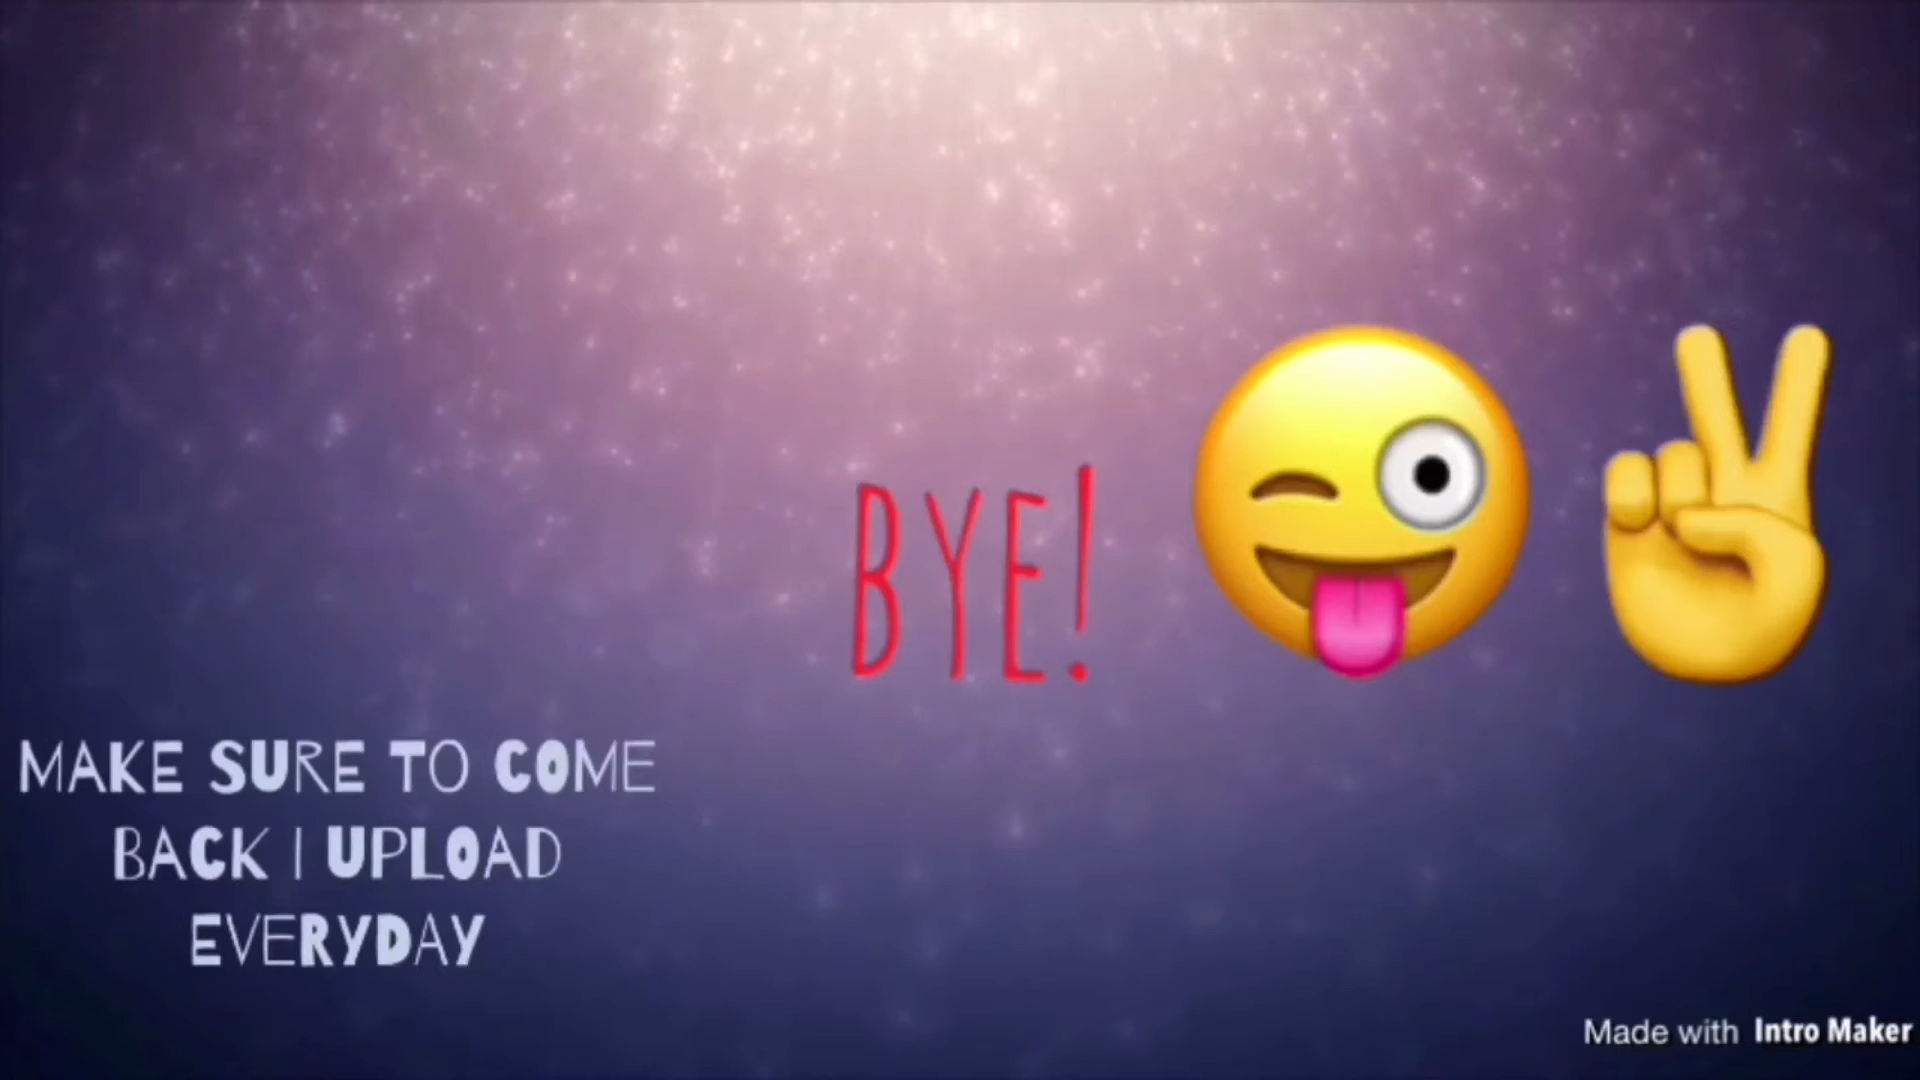 BYE! 😜✌
MAKE SURE TO COME
BACK I UPLOAD
EVERYDAY
Made with Intro Maker